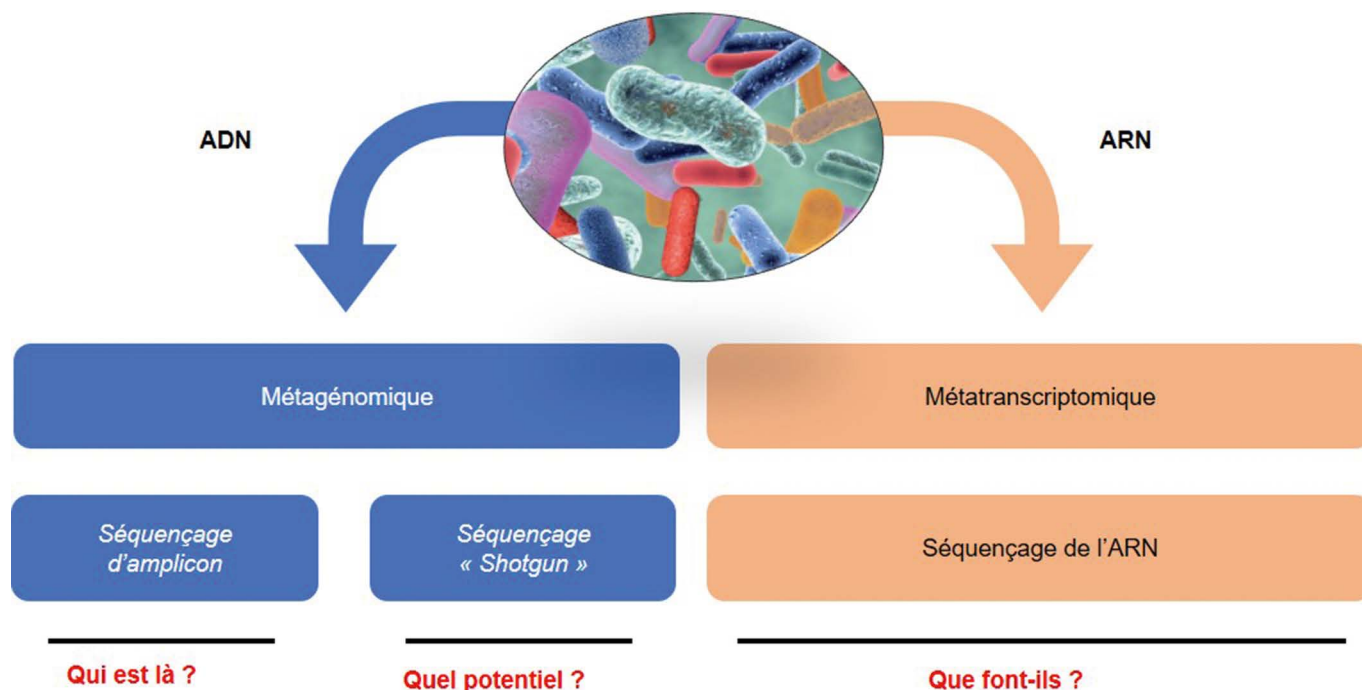 ADN
ARN
Métagénomique
Métatranscriptomique
Séquençage
d’amplicon
Séquençage
« Shotgun »
Séquençage de l’ARN
Qui est là ?
Quel potentiel ?
Que font-ils ?